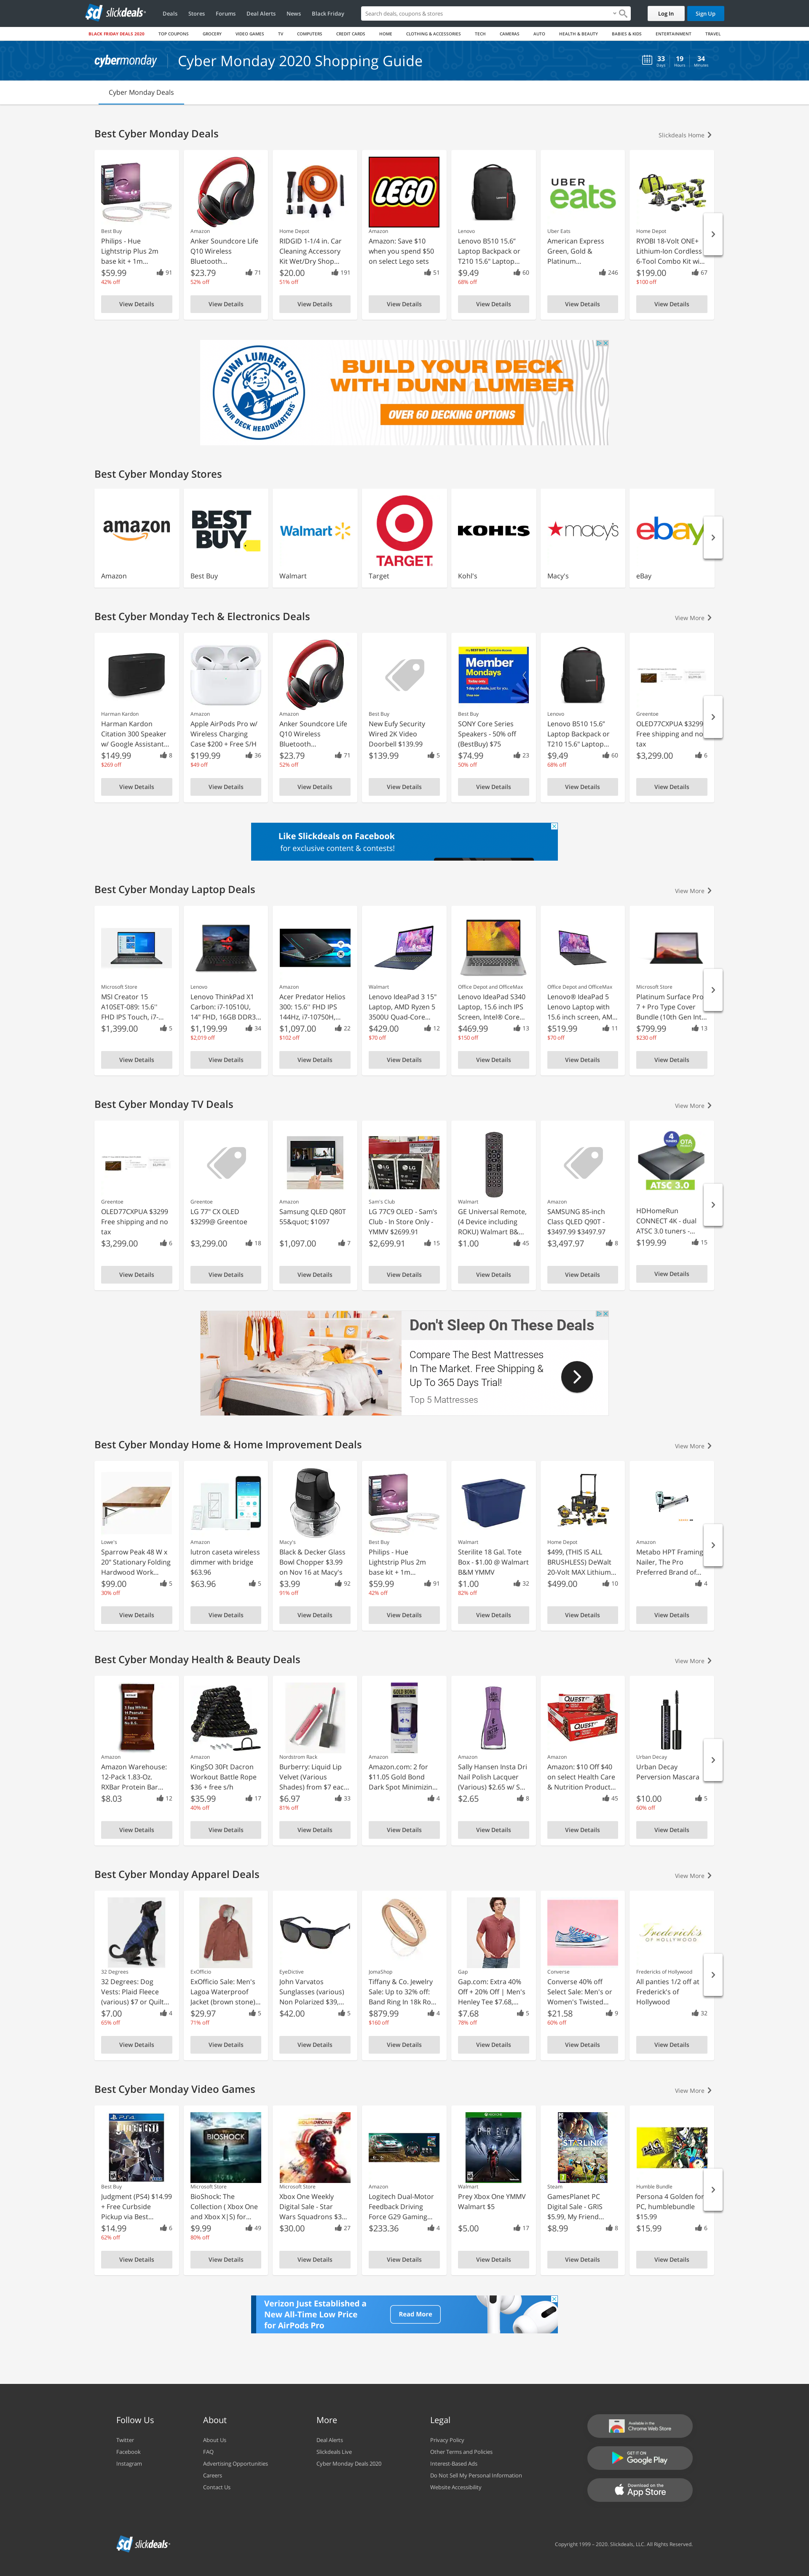 slickdeals
Deals Stores Forums Deal Alerts News Black Friday
Search deals, coupons & stores
Log In
Sign Up
BLACK FRIDAY DEALS 2020 TOP COUPONS GROCERY VIDEO GAMES TV COMPUTERS CREDIT CARDS HOME CLOTHING & ACCESSORIES TECH CAMERAS AUTO HEALTH & BEAUTY BABIES & KIDS ENTERTAINMENT TRAVEL
cybermonday
Cyber Monday 2020 Shopping Guide
33 Days 19 Hours 34 Minutes
Cyber Monday Deals
Best Cyber Monday Deals
Slickdeals Home
Best Buy
Philips - Hue
Lightstrip Plus 2m
base kit + 1m...
$59.99 91
42% off
View Details
Amazon
Anker Soundcore Life
Q10 Wireless
Bluetooth...
$23.79 71
52% off
View Details
Home Depot
RIDGID 1-1/4 in. Car
Cleaning Accessory
Kit Wet/Dry Shop...
$20.00 191
51% off
View Details
LEGO
Amazon
Amazon: Save $10
when you spend $50
on select Lego sets
51
View Details
Lenovo
Lenovo B510 15.6"
Laptop Backpack or
T210 15.6" Laptop...
$9.49 60
68% off
View Details
UBER
eats
Uber Eats
American Express
Green, Gold &
Platinum...
246
View Details
Home Depot
RYOBI 18-Volt ONE+
Lithium-Ion Cordless
6-Tool Combo Kit wi...
$199.00 67
$100 off
View Details
DUNN LUMBER CO
YOUR DECK HEADQUARTERS
BUILD YOUR DECK
WITH DUNN LUMBER
OVER 60 DECKING OPTIONS
Best Cyber Monday Stores
amazon
Amazon
BEST
BUY
Best Buy
Walmart
Walmart
TARGET
Target
KOHL'S
Kohl's
macy's
Macy's
ebay
eBay
Best Cyber Monday Tech & Electronics Deals
View More
Harman Kardon
Harman Kardon
Citation 300 Speaker
w/ Google Assistant...
$149.99 8
$269 off
View Details
Amazon
Apple AirPods Pro w/
Wireless Charging
Case $200 + Free S/H
$199.99 36
$49 off
View Details
Amazon
Anker Soundcore Life
Q10 Wireless
Bluetooth...
$23.79 71
52% off
View Details
Best Buy
New Eufy Security
Wired 2K Video
Doorbell $139.99
$139.99 5
View Details
Member
Mondays
Best Buy
SONY Core Series
Speakers - 50% off
(BestBuy) $75
$74.99 23
50% off
View Details
Lenovo
Lenovo B510 15.6"
Laptop Backpack or
T210 15.6" Laptop...
$9.49 60
68% off
View Details
Greentoe
OLED77CXPUA $3299
Free shipping and no
tax
$3,299.00 6
View Details
Like Slickdeals on Facebook
for exclusive content & contests!
Best Cyber Monday Laptop Deals
View More
Microsoft Store
MSI Creator 15
A10SET-089: 15.6"
FHD IPS Touch, i7-...
$1,399.00 5
View Details
Lenovo
Lenovo ThinkPad X1
Carbon: i7-10510U,
14" FHD, 16GB DDR3...
$1,199.99 34
$2,019 off
View Details
Amazon
Acer Predator Helios
300: 15.6" FHD IPS
144Hz, i7-10750H,...
$1,097.00 22
$102 off
View Details
Walmart
Lenovo IdeaPad 3 15"
Laptop, AMD Ryzen 5
3500U Quad-Core...
$429.00 12
$70 off
View Details
Office Depot and OfficeMax
Lenovo IdeaPad S340
Laptop, 15.6 inch IPS
Screen, Intel® Core...
$469.99 13
$150 off
View Details
Office Depot and OfficeMax
Lenovo® IdeaPad 5
Lenovo Laptop with
15.6 inch screen, AM...
$519.99 11
$70 off
View Details
Microsoft Store
Platinum Surface Pro
7 + Pro Type Cover
Bundle (10th Gen Int...
$799.99 13
$230 off
View Details
Best Cyber Monday TV Deals
View More
Greentoe
OLED77CXPUA $3299
Free shipping and no
tax
$3,299.00 6
View Details
Greentoe
LG 77" CX OLED
$3299@ Greentoe
$3,299.00 18
View Details
Amazon
Samsung QLED Q80T
55&quot; $1097
$1,097.00 7
View Details
Sam's Club
LG 77C9 OLED - Sam's
Club - In Store Only -
YMMV $2699.91
$2,699.91 15
View Details
Walmart
GE Universal Remote,
(4 Device including
ROKU) Walmart B&...
$1.00 45
View Details
Amazon
SAMSUNG 85-inch
Class QLED Q90T -
$3497.99 $3497.97
$3,497.97 8
View Details
4
OTA
ATSC 3.0
HDHomeRun
CONNECT 4K - dual
ATSC 3.0 tuners -...
$199.99 15
View Details
Don't Sleep On These Deals
Compare The Best Mattresses
In The Market. Free Shipping &
Up To 365 Days Trial!
Top 5 Mattresses
Best Cyber Monday Home & Home Improvement Deals
View More
Lowe's
Sparrow Peak 48 W x
20" Stationary Folding
Hardwood Work...
$99.00 5
30% off
View Details
Amazon
lutron caseta wireless
dimmer with bridge
$63.96
$63.96 5
View Details
Macy's
Black & Decker Glass
Bowl Chopper $3.99
on Nov 16 at Macy's
$3.99 92
91% off
View Details
Best Buy
Philips - Hue
Lightstrip Plus 2m
base kit + 1m...
$59.99 91
42% off
View Details
Walmart
Sterilite 18 Gal. Tote
Box - $1.00 @ Walmart
B&M YMMV
$1.00 32
82% off
View Details
Home Depot
$499, (THIS IS ALL
BRUSHLESS) DeWalt
20-Volt MAX Lithium...
$499.00 10
View Details
Amazon
Metabo HPT Framing
Nailer, The Pro
Preferred Brand of...
4
View Details
Best Cyber Monday Health & Beauty Deals
View More
Amazon
Amazon Warehouse:
12-Pack 1.83-Oz.
RXBar Protein Bar...
$8.03 12
View Details
Amazon
KingSO 30Ft Dacron
Workout Battle Rope
$36 + free s/h
$35.99 17
40% off
View Details
Nordstrom Rack
Burberry: Liquid Lip
Velvet (Various
Shades) from $7 eac...
$6.97 33
81% off
View Details
GOLD BOND
Amazon
Amazon.com: 2 for
$11.05 Gold Bond
Dark Spot Minimizin...
4
View Details
Amazon
Sally Hansen Insta Dri
Nail Polish Lacquer
(Various) $2.65 w/ S...
$2.65 8
View Details
QUEST
Amazon
Amazon: $10 Off $40
on select Health Care
& Nutrition Product...
45
View Details
Urban Decay
Urban Decay
Perversion Mascara
$10.00 5
60% off
View Details
Best Cyber Monday Apparel Deals
View More
32 Degrees
32 Degrees: Dog
Vests: Plaid Fleece
(various) $7 or Quilt...
$7.00 4
65% off
View Details
ExOfficio
ExOfficio Sale: Men's
Lagoa Waterproof
Jacket (brown stone)...
$29.97 5
71% off
View Details
EyeDictive
John Varvatos
Sunglasses (various)
Non Polarized $39,...
$42.00 5
View Details
JomaShop
Tiffany & Co. Jewelry
Sale: Up to 32% off:
Band Ring In 18k Ro...
$879.99 4
$160 off
View Details
Gap
Gap.com: Extra 40%
Off + 20% Off | Men's
Henley Tee $7.68,...
$7.68 5
78% off
View Details
Converse
Converse 40% off
Select Sale: Men's or
Women's Twisted...
$21.58 9
60% off
View Details
Frederick's
OF HOLLYWOOD
Fredericks of Hollywood
All panties 1/2 off at
Frederick's of
Hollywood
32
View Details
Best Cyber Monday Video Games
View More
PS4
JUDGMENT
Best Buy
Judgment (PS4) $14.99
+ Free Curbside
Pickup via Best...
$14.99 6
62% off
View Details
BIOSHOCK
Microsoft Store
BioShock: The
Collection ( Xbox One
and Xbox X|S) for...
$9.99 49
80% off
View Details
SQUADRONS
Microsoft Store
Xbox One Weekly
Digital Sale - Star
Wars Squadrons $3...
$30.00 27
View Details
Amazon
Logitech Dual-Motor
Feedback Driving
Force G29 Gaming...
$233.36 4
View Details
PREY
Walmart
Prey Xbox One YMMV
Walmart $5
$5.00 17
View Details
STARLINK
Steam
GamesPlanet PC
Digital Sale - GRIS
$5.99, My Friend...
$8.99 8
View Details
Humble Bundle
Persona 4 Golden for
PC, humblebundle
$15.99
$15.99 6
View Details
Verizon Just Established a
New All-Time Low Price
for AirPods Pro
Read More
Follow Us
Twitter
Facebook
Instagram
About
About Us
FAQ
Advertising Opportunities
Careers
Contact Us
More
Deal Alerts
Slickdeals Live
Cyber Monday Deals 2020
Legal
Privacy Policy
Other Terms and Policies
Interest-Based Ads
Do Not Sell My Personal Information
Website Accessibility
Available in the
Chrome Web Store
GET IT ON
Google Play
Download on the
App Store
slickdeals
Copyright 1999 – 2020. Slickdeals, LLC. All Rights Reserved.